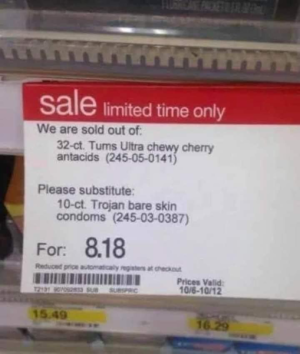 sale limited time only
We are sold out of:
32-ct. Tums Ultra chewy cherry
antacids (245-05-0141)
Please substitute:
10-ct. Trojan bare skin
condoms (245-03-0387)
For: 8.18
Reduced price automatically registers at checkout
Prices Valid:
10/6-10/12
15.49
16.29